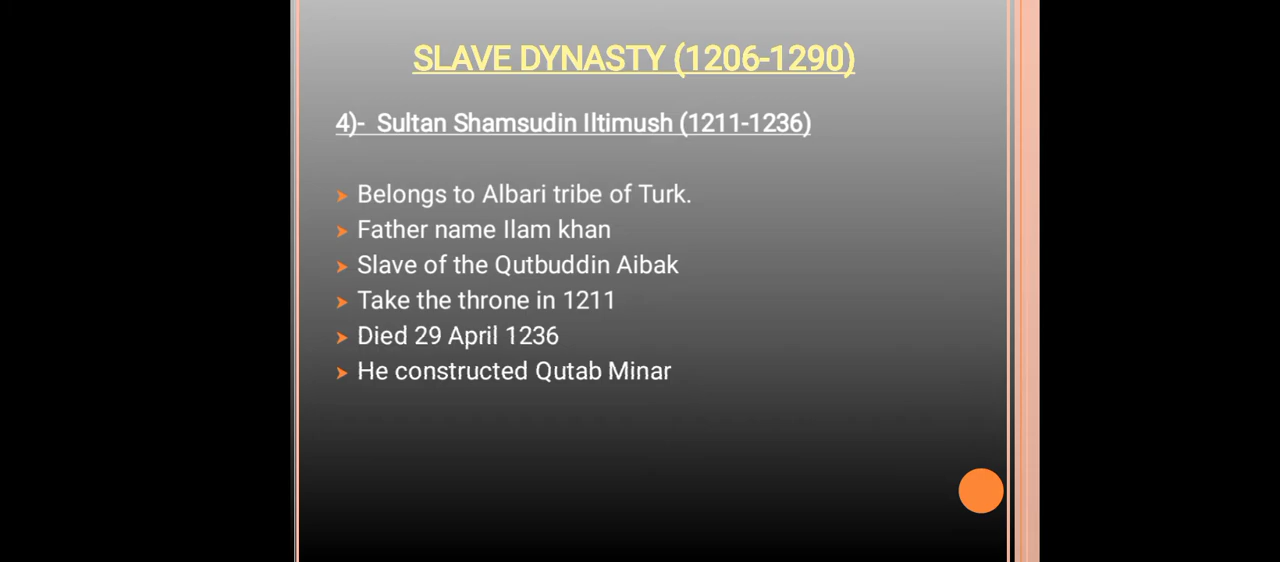 SLAVE DYNASTY (1206-1290)
4)- Sultan Shamsudin Iltimush (1211-1236)
Belongs to Albari tribe of Turk.
Father name Ilam khan
Slave of the Qutbuddin Aibak
Take the throne in 1211
Died 29 April 1236
He constructed Qutab Minar